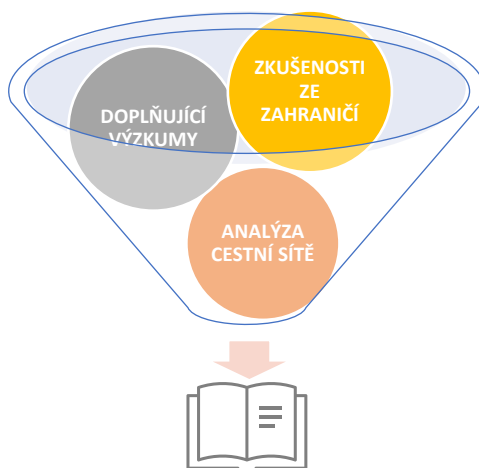 ZKUŠENOSTI
ZE
ZAHRANIČÍ
DOPLŇUJÍCÍ
VÝZKUMY
ANALÝZA
CESTNÍ SÍTĚ